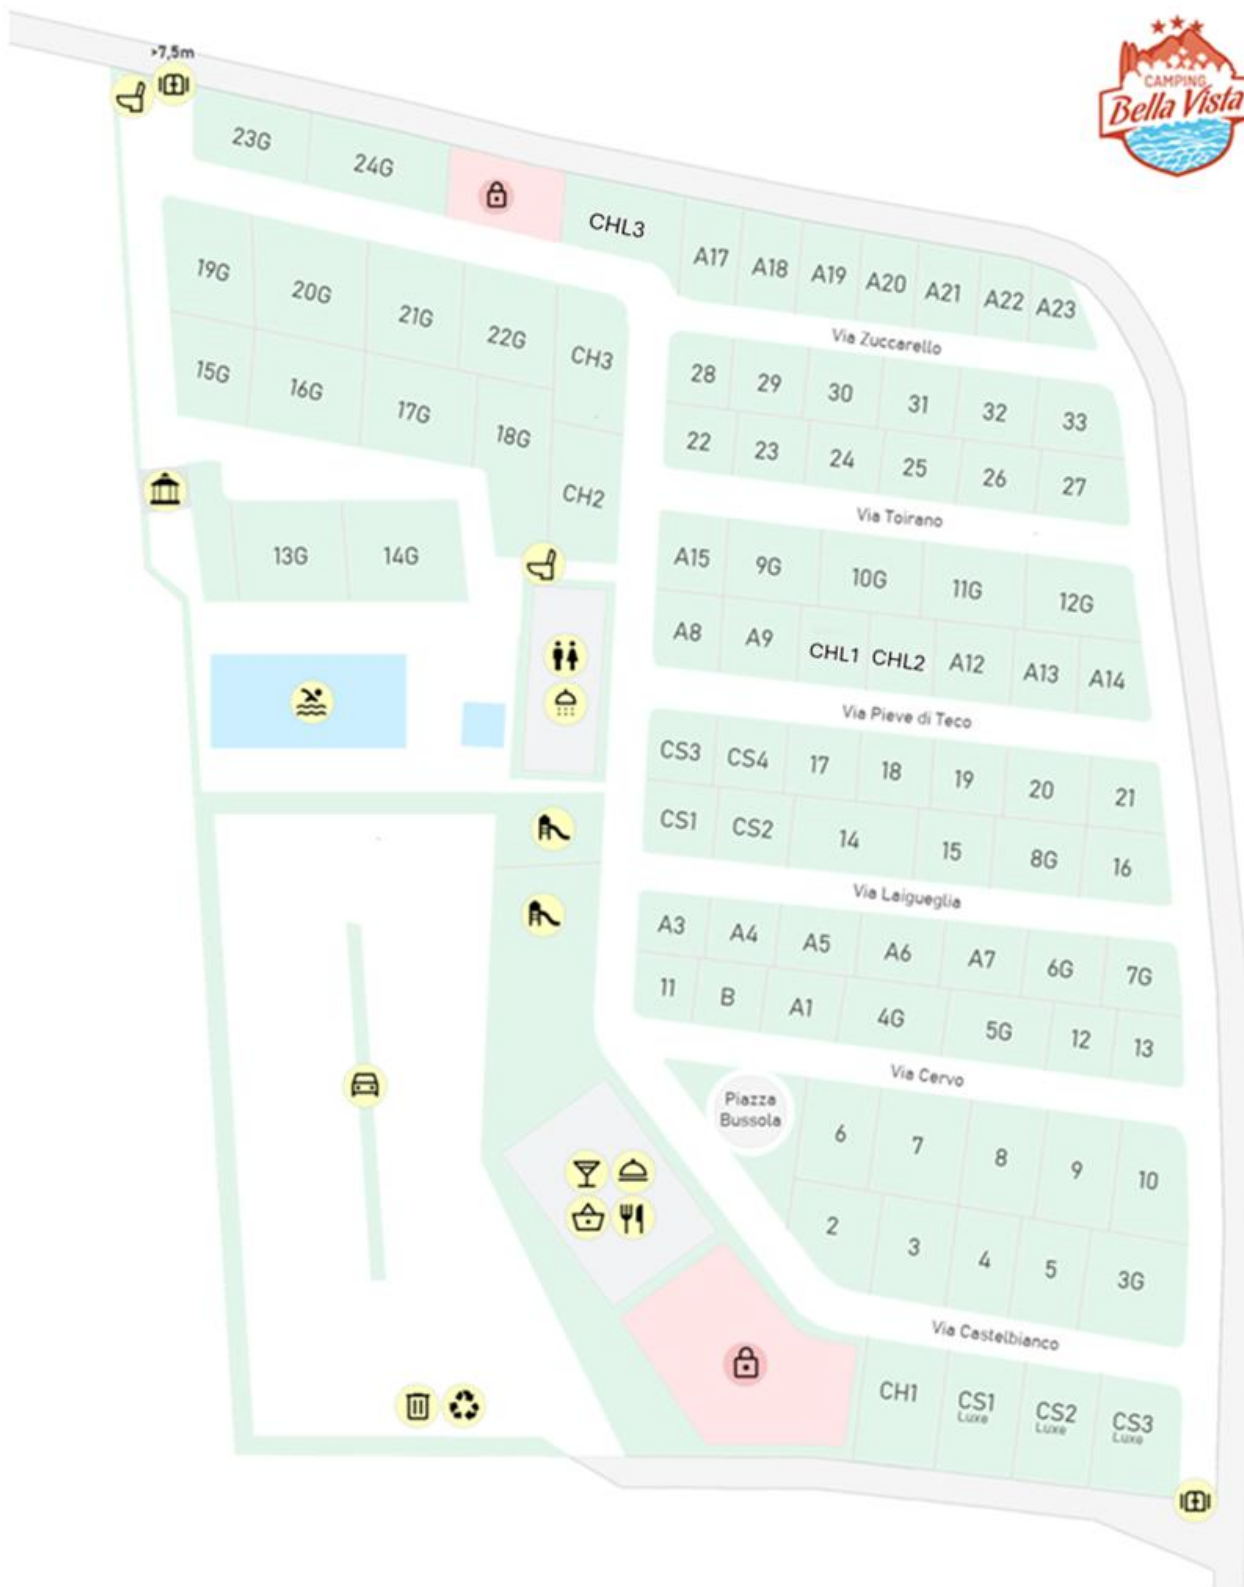 >7,5m
CAMPING
Bella Vista
23G
24G
CHL3
A17
A18
A19
A20
A21
A22
A23
Via Zuccarello
19G
20G
21G
22G
CH3
15G
16G
17G
18G
CH2
28
29
30
31
32
33
22
23
24
25
26
27
Via Toirano
13G
14G
A15
9G
10G
11G
12G
A8
A9
CHL1
CHL2
A12
A13
A14
Via Pieve di Teco
CS3
CS4
17
18
19
20
21
CS1
CS2
14
15
8G
16
Via Laigueglia
A3
A4
A5
A6
A7
6G
7G
11
B
A1
4G
5G
12
13
Via Cervo
Piazza
Bussola
6
7
8
9
10
2
3
4
5
3G
Via Castelbianco
CH1
CS1
Luxe
CS2
Luxe
CS3
Luxe